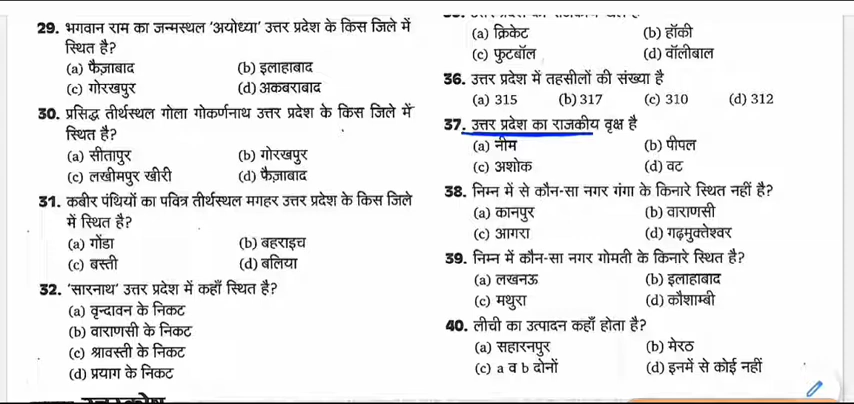 29. भगवान राम का जन्मस्थल ‘अयोध्या’ उत्तर प्रदेश के किस जिले में
स्थित है?
(a) फैज़ाबाद (b) इलाहाबाद
(c) गोरखपुर (d) अकबराबाद
30. प्रसिद्ध तीर्थस्थल गोला गोकर्णनाथ उत्तर प्रदेश के किस जिले में
स्थित है?
(a) सीतापुर (b) गोरखपुर
(c) लखीमपुर खीरी (d) फैज़ाबाद
31. कबीर पंथियों का पवित्र तीर्थस्थल मगहर उत्तर प्रदेश के किस जिले
में स्थित है?
(a) गोंडा (b) बहराइच
(c) बस्ती (d) बलिया
32. ‘सारनाथ’ उत्तर प्रदेश में कहाँ स्थित है?
(a) वृन्दावन के निकट
(b) वाराणसी के निकट
(c) श्रावस्ती के निकट
(d) प्रयाग के निकट
(a) क्रिकेट (b) हॉकी
(c) फुटबॉल (d) वॉलीबाल
36. उत्तर प्रदेश में तहसीलों की संख्या है
(a) 315 (b) 317 (c) 310 (d) 312
37. उत्तर प्रदेश का राजकीय वृक्ष है
(a) नीम (b) पीपल
(c) अशोक (d) वट
38. निम्न में से कौन-सा नगर गंगा के किनारे स्थित नहीं है?
(a) कानपुर (b) वाराणसी
(c) आगरा (d) गढ़मुक्तेश्वर
39. निम्न में कौन-सा नगर गोमती के किनारे स्थित है?
(a) लखनऊ (b) इलाहाबाद
(c) मथुरा (d) कौशाम्बी
40. लीची का उत्पादन कहाँ होता है?
(a) सहारनपुर (b) मेरठ
(c) a व b दोनों (d) इनमें से कोई नहीं